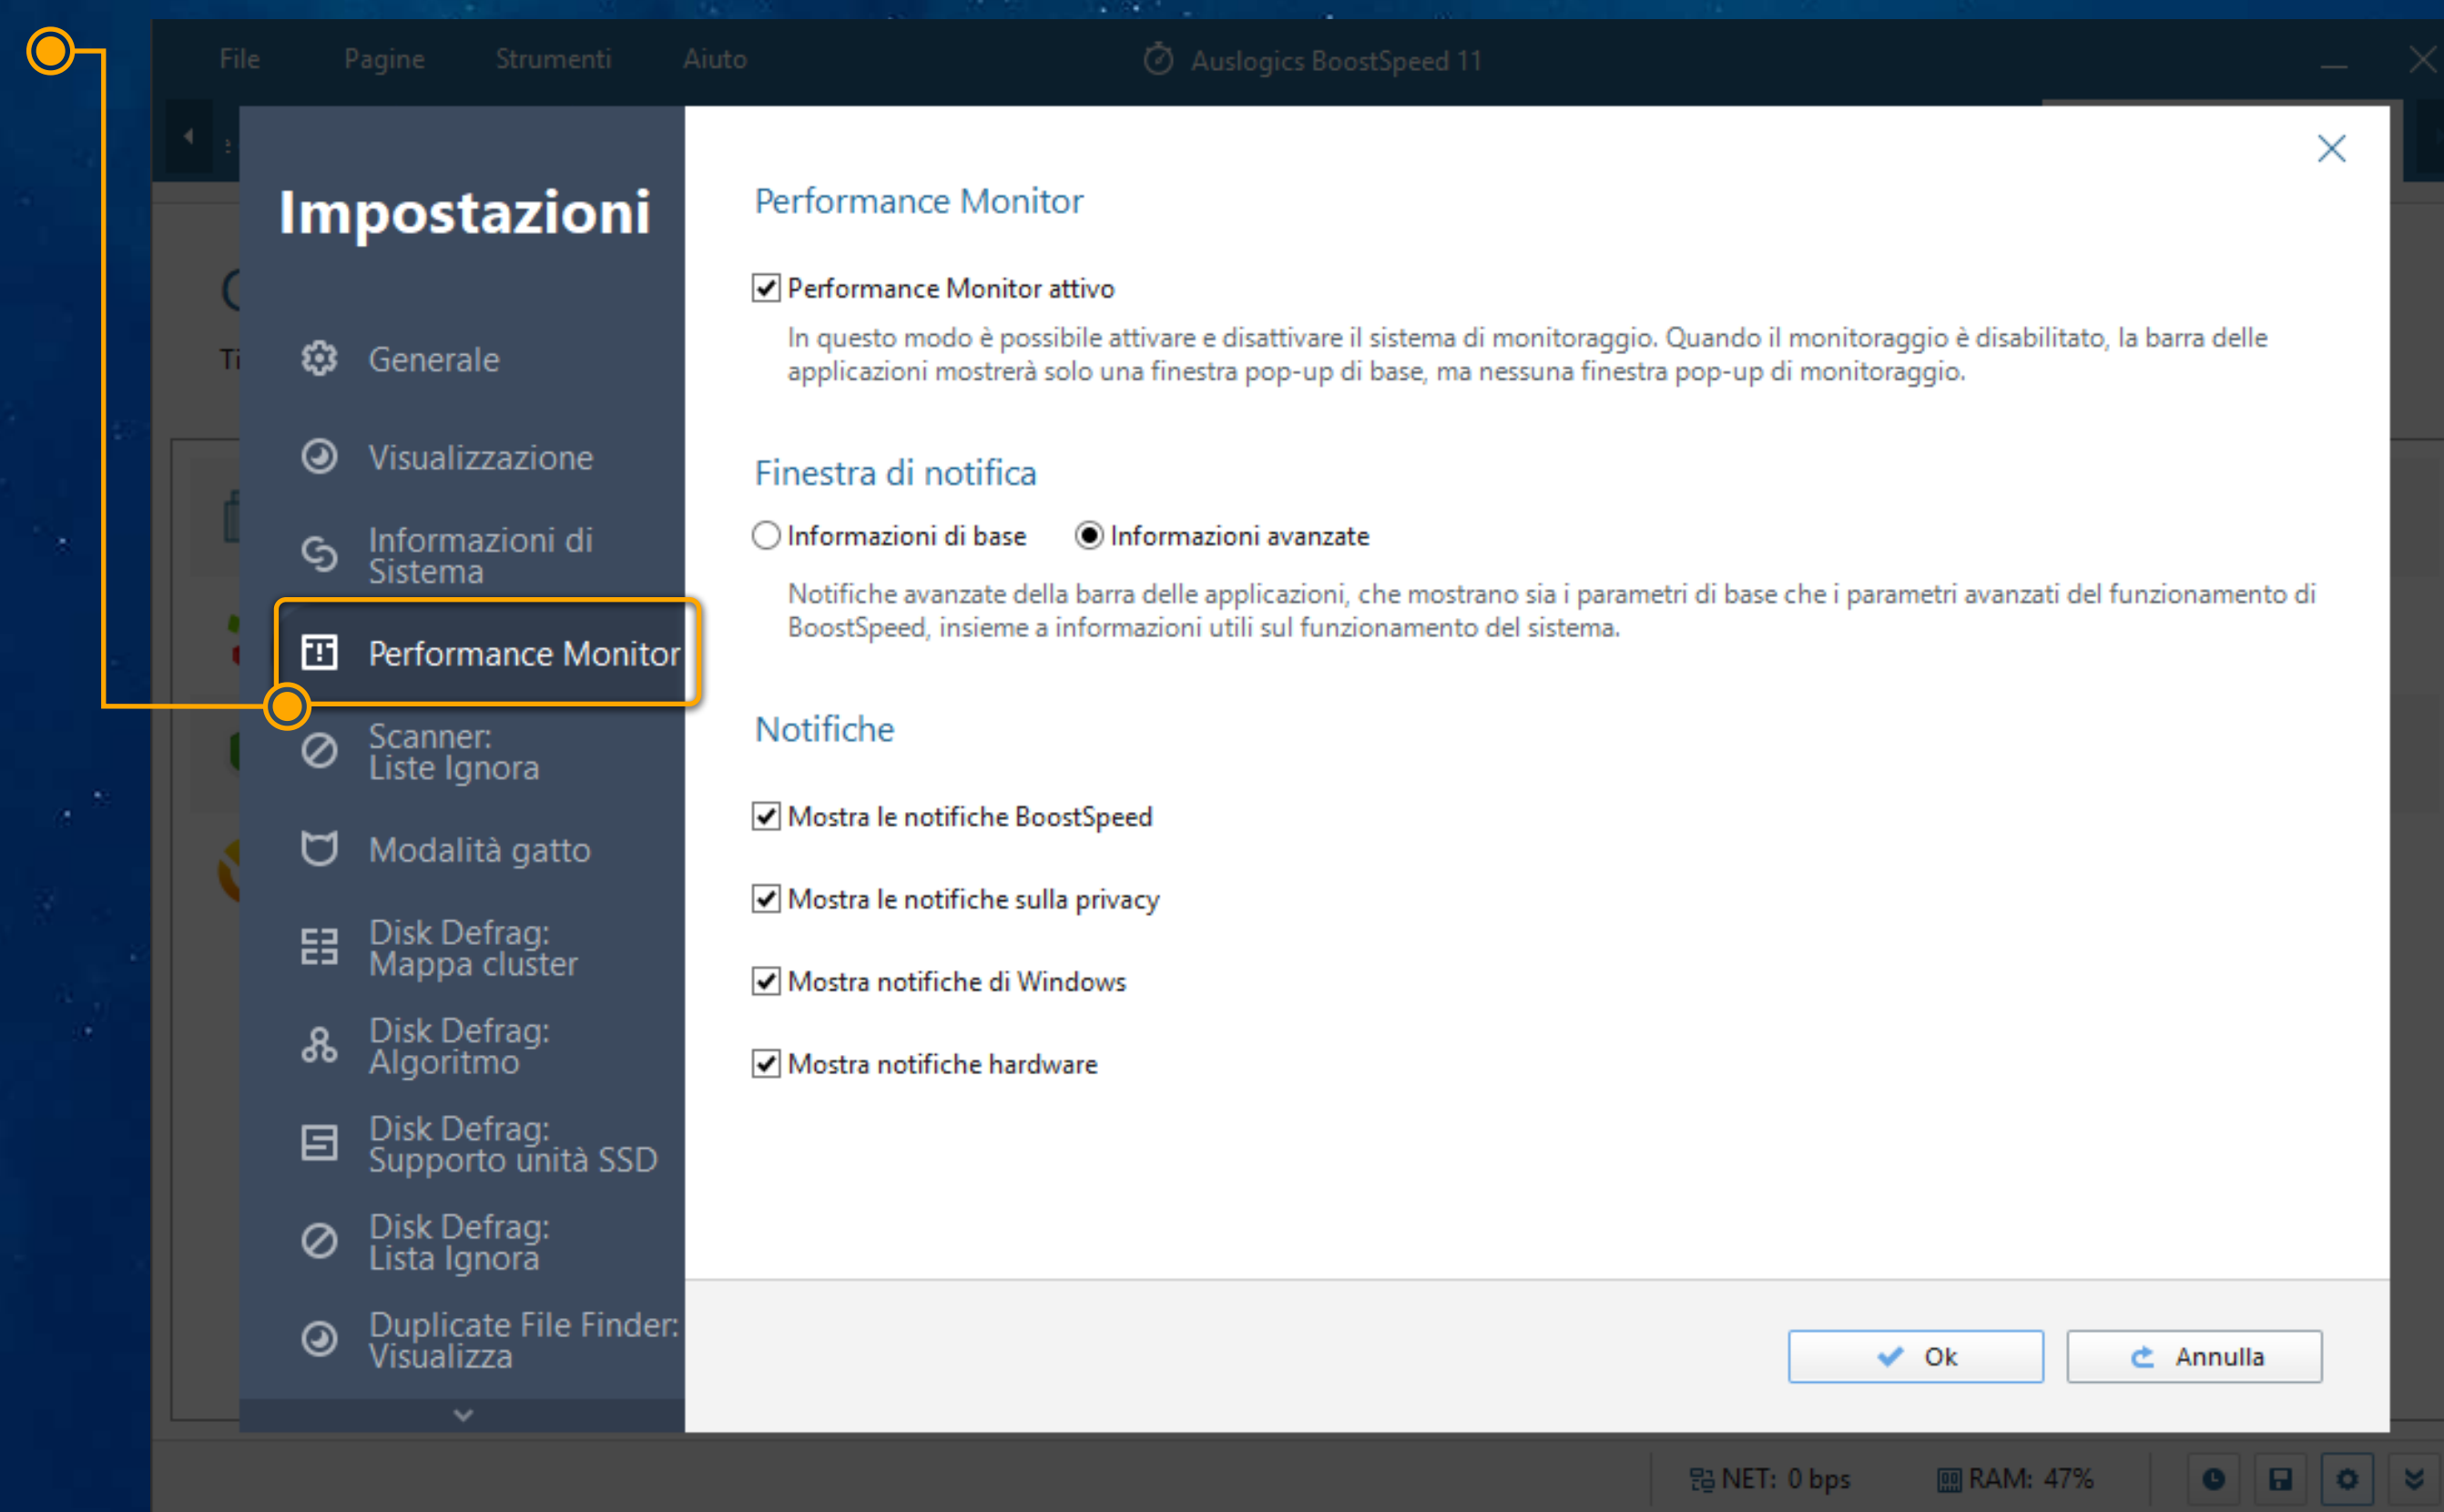 File Pagine Strumenti Aiuto Auslogics BoostSpeed 11
Impostazioni
Generale
Visualizzazione
Informazioni di
Sistema
Performance Monitor
Scanner:
Liste Ignora
Modalità gatto
Disk Defrag:
Mappa cluster
Disk Defrag:
Algoritmo
Disk Defrag:
Supporto unità SSD
Disk Defrag:
Lista Ignora
Duplicate File Finder:
Visualizza
Performance Monitor
Performance Monitor attivo
In questo modo è possibile attivare e disattivare il sistema di monitoraggio. Quando il monitoraggio è disabilitato, la barra delle
applicazioni mostrerà solo una finestra pop-up di base, ma nessuna finestra pop-up di monitoraggio.
Finestra di notifica
Informazioni di base Informazioni avanzate
Notifiche avanzate della barra delle applicazioni, che mostrano sia i parametri di base che i parametri avanzati del funzionamento di
BoostSpeed, insieme a informazioni utili sul funzionamento del sistema.
Notifiche
Mostra le notifiche BoostSpeed
Mostra le notifiche sulla privacy
Mostra notifiche di Windows
Mostra notifiche hardware
Ok Annulla
NET: 0 bps RAM: 47%